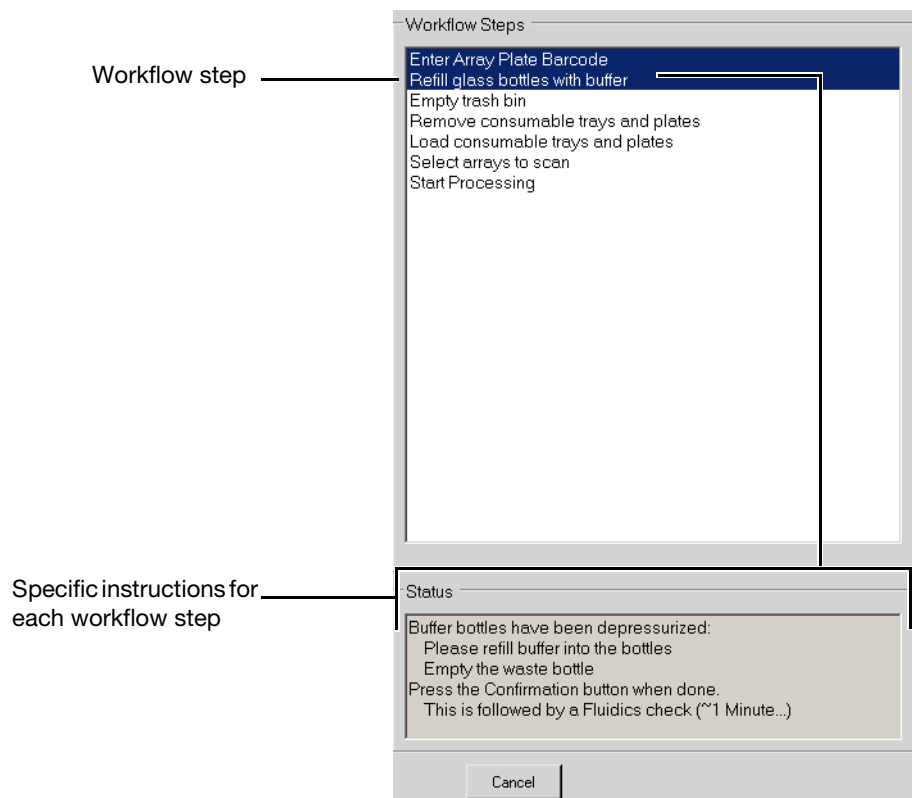 Workflow Steps
Enter Array Plate Barcode
Workflow step
Refill glass bottles with buffer
Empty trash bin
Remove consumable trays and plates
Load consumable trays and plates
Select arrays to scan
Start Processing
Specific instructions for
each workflow step
Status
Buffer bottles have been depressurized:
Please refill buffer into the bottles
Empty the waste bottle
Press the Confirmation button when done.
This is followed by a Fluidics check (~1 Minute...)
Cancel